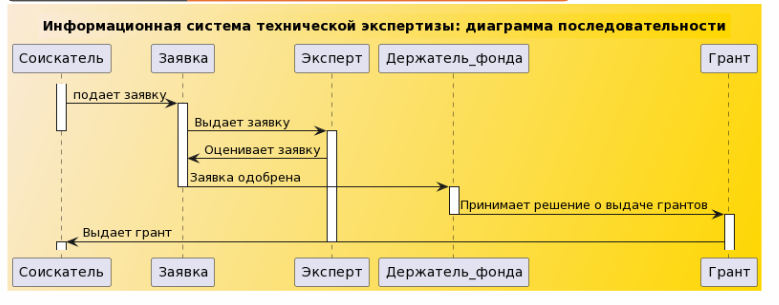 Информационная система технической экспертизы: диаграмма последовательности
Соискатель Заявка Эксперт Держатель_фонда Грант
подает заявку
Выдает заявку
Оценивает заявку
Заявка одобрена
Принимает решение о выдаче грантов
Выдает грант
Соискатель Заявка Эксперт Держатель_фонда Грант